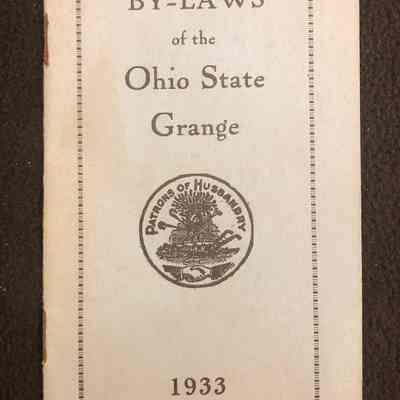 BY-LAWS
of the
Ohio State
Grange
PATRONS OF HUSBANDRY
1933